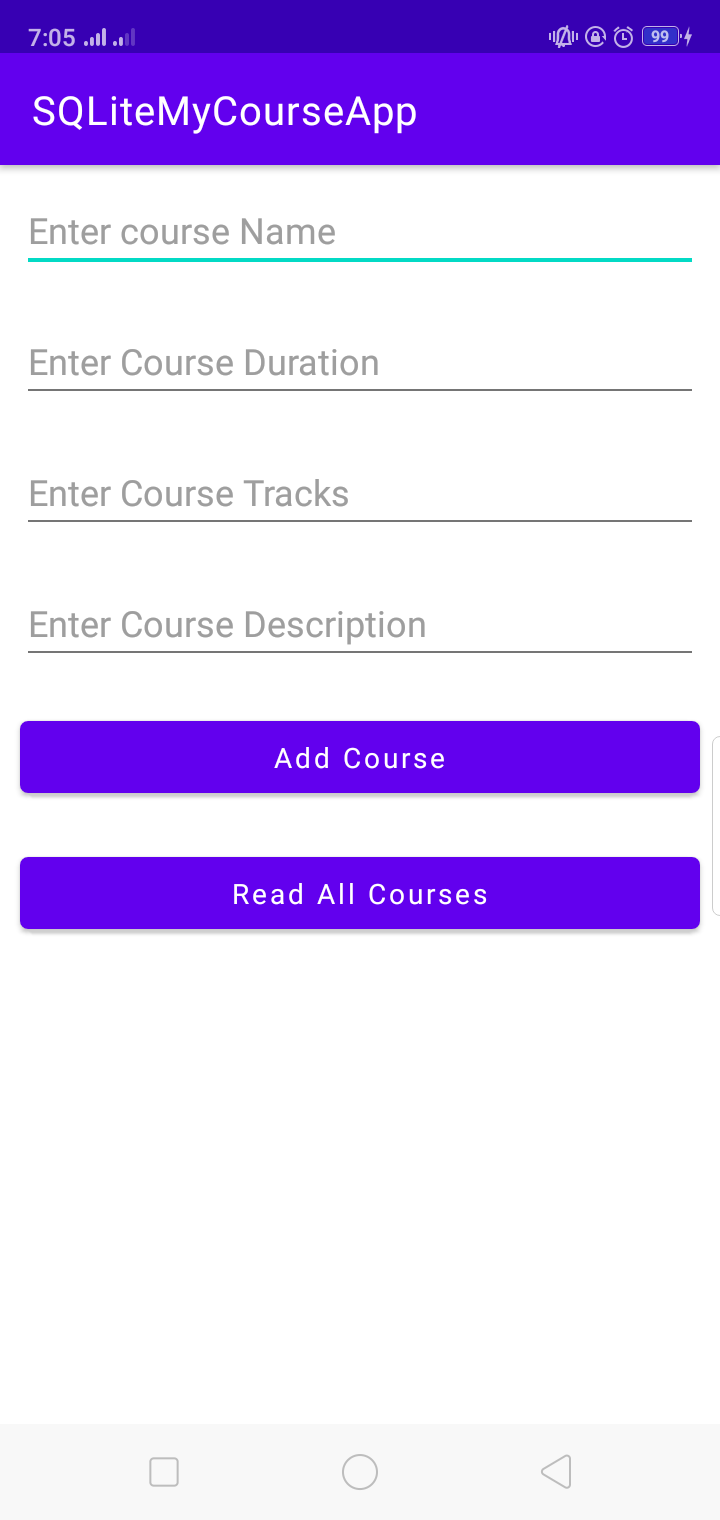 7:05 99
SQLiteMyCourseApp
Enter course Name
Enter Course Duration
Enter Course Tracks
Enter Course Description
Add Course
Read All Courses